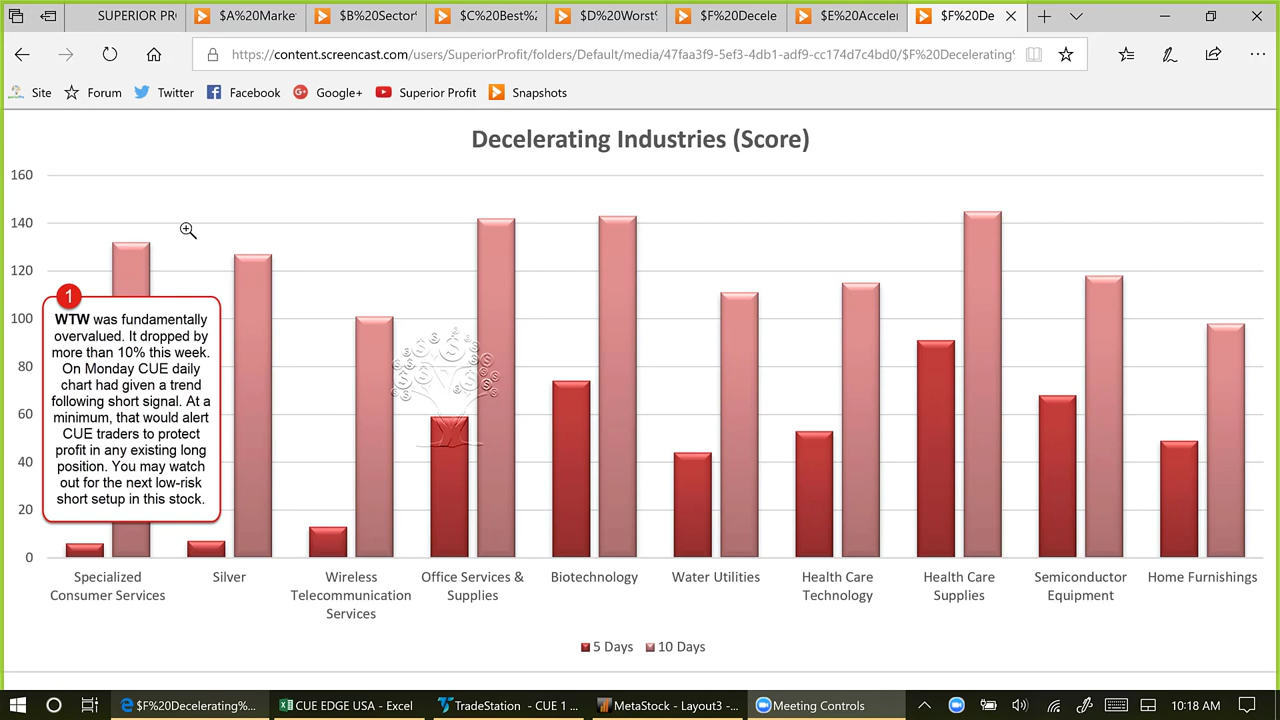 SUPERIOR PR
$A%20Marke
$B%20Sector
$C%20Best%
$D%20Worst%
$F%20Decele
$E%20Acceler
$F%20De
https://content.screencast.com/users/SuperiorProfit/folders/Default/media/47faa3f9-5ef3-4db1-adf9-cc174d7c4bd0/$F%20Decelerating%
Site
Forum
Twitter
Facebook
Google+
Superior Profit
Snapshots
Decelerating Industries (Score)
160
140
120
100
80
60
40
20
0
1
WTW was fundamentally
overvalued. It dropped by
more than 10% this week.
On Monday CUE daily
chart had given a trend
following short signal. At a
minimum, that would alert
CUE traders to protect
profit in any existing long
position. You may watch
out for the next low-risk
short setup in this stock.
Specialized
Consumer Services
Silver
Wireless
Telecommunication
Services
Office Services &
Supplies
Biotechnology
Water Utilities
Health Care
Technology
Health Care
Supplies
Semiconductor
Equipment
Home Furnishings
5 Days
10 Days
$F%20Decelerating%...
CUE EDGE USA - Excel
TradeStation - CUE 1 ...
MetaStock - Layout3 -...
Meeting Controls
10:18 AM